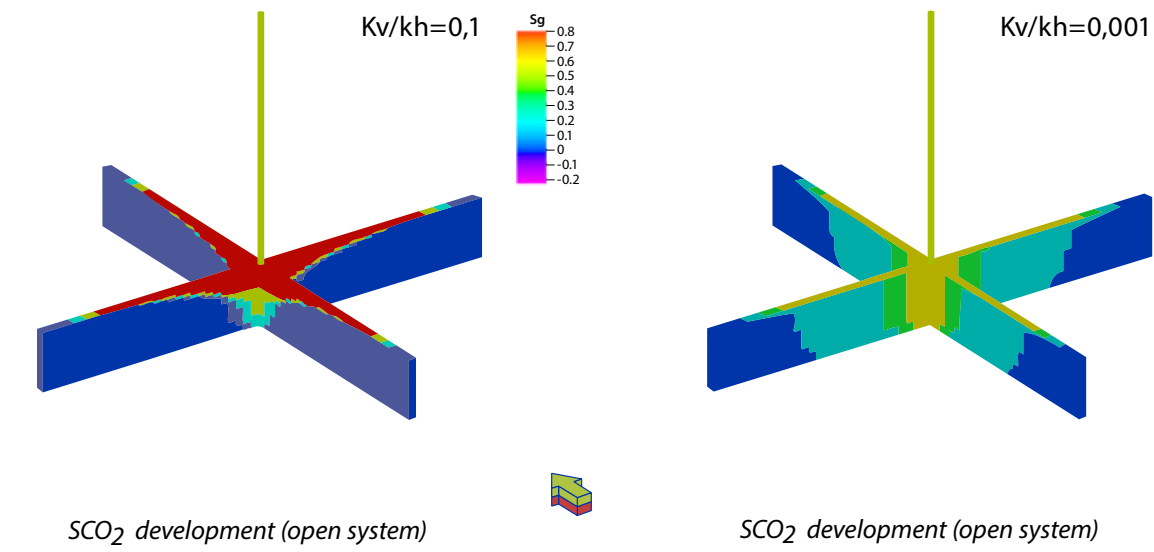 Kv/kh=0,1
Sg
0.8
0.7
0.6
0.5
0.4
0.3
0.2
0.1
0
-0.1
-0.2
Kv/kh=0,001
SCO2 development (open system)
SCO2 development (open system)